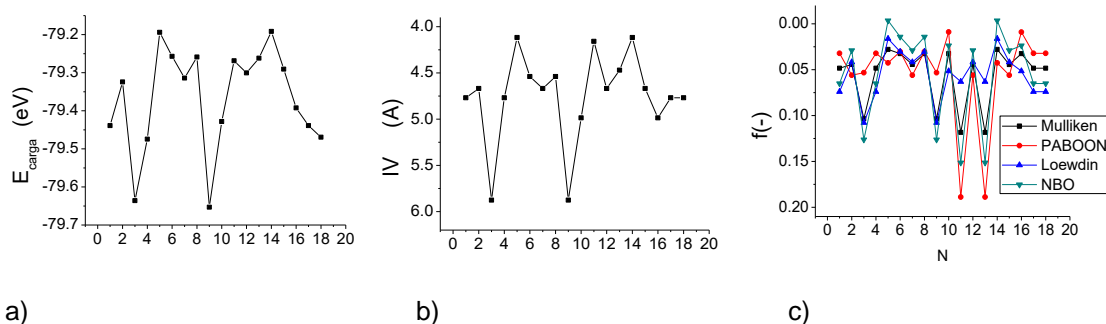 -79.2
-79.3
-79.4
-79.5
-79.6
-79.7
E_carga (eV)
0 2 4 6 8 10 12 14 16 18 20
a)
4.0
4.5
5.0
5.5
6.0
IV (A)
0 2 4 6 8 10 12 14 16 18 20
b)
0.00
0.05
0.10
0.15
0.20
f(-)
Mulliken
PABOON
Loewdin
NBO
0 2 4 6 8 10 12 14 16 18 20
N
c)